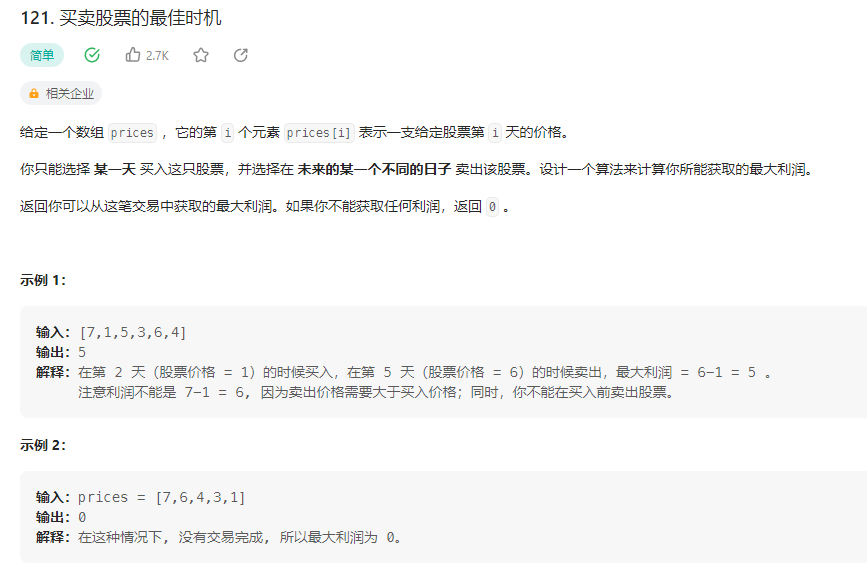 121. 买卖股票的最佳时机
简单 2.7K
相关企业
给定一个数组 prices ，它的第 i 个元素 prices[i] 表示一支给定股票第 i 天的价格。
你只能选择 某一天 买入这只股票，并选择在 未来的某一个不同的日子 卖出该股票。设计一个算法来计算你所能获取的最大利润。
返回你可以从这笔交易中获取的最大利润。如果你不能获取任何利润，返回 0 。
示例 1：
输入：[7,1,5,3,6,4]
输出：5
解释：在第 2 天（股票价格 = 1）的时候买入，在第 5 天（股票价格 = 6）的时候卖出，最大利润 = 6-1 = 5 。
注意利润不能是 7-1 = 6, 因为卖出价格需要大于买入价格；同时，你不能在买入前卖出股票。
示例 2：
输入：prices = [7,6,4,3,1]
输出：0
解释：在这种情况下, 没有交易完成, 所以最大利润为 0。